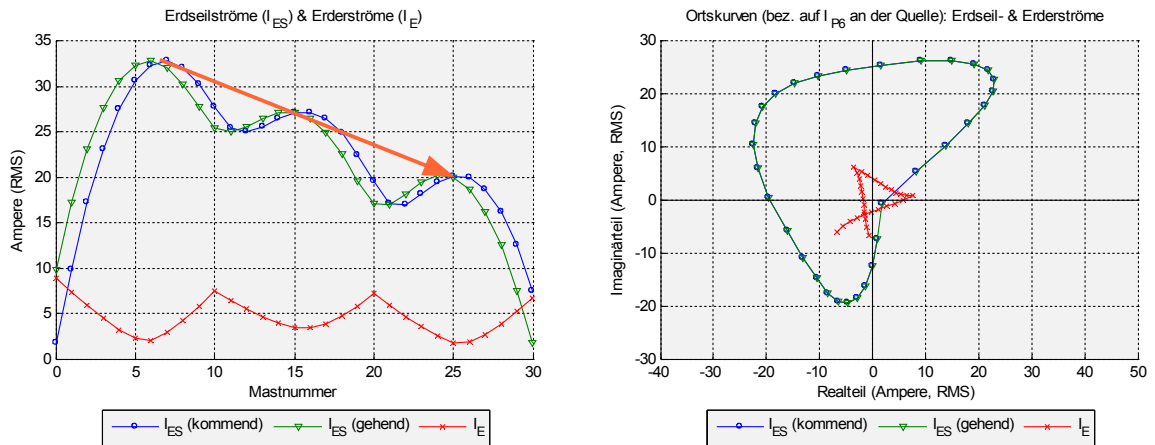 Erdseilströme (I_ES) & Erderströme (I_E)
Ampere (RMS)
35
30
25
20
15
10
5
0
0 5 10 15 20 25 30
Mastnummer
I_ES (kommend) I_ES (gehend) I_E
Ortskurven (bez. auf I_P6 an der Quelle): Erdseil- & Erderströme
Imaginärteil (Ampere, RMS)
30
20
10
0
-10
-20
-30
-40 -30 -20 -10 0 10 20 30 40 50
Realteil (Ampere, RMS)
I_ES (kommend) I_ES (gehend) I_E